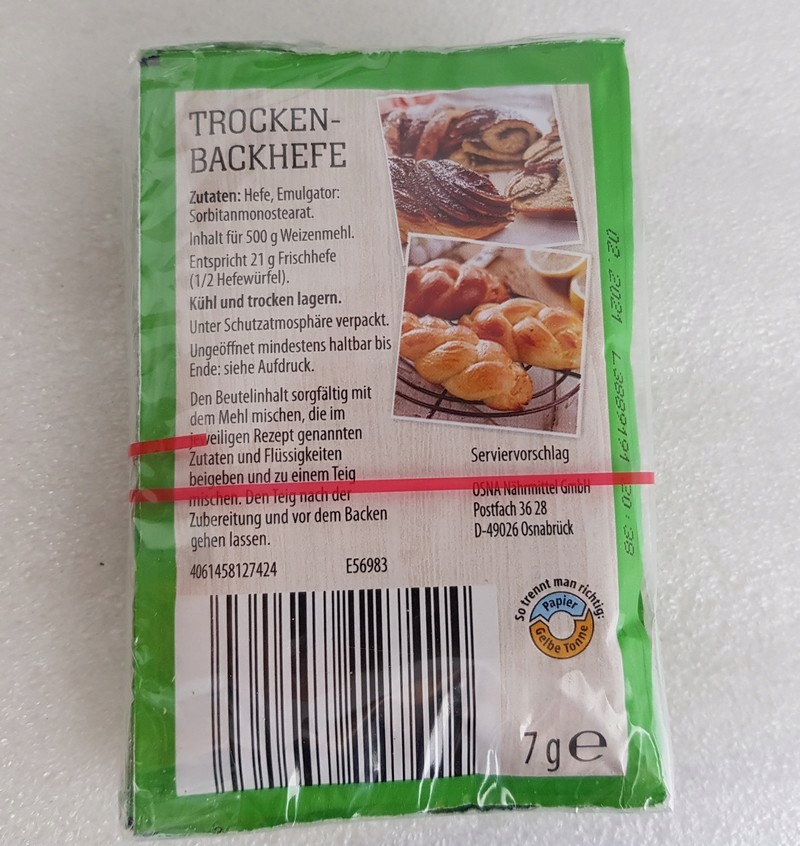 TROCKEN-
BACKHEFE
Zutaten: Hefe, Emulgator:
Sorbitanmonostearat.
Inhalt für 500 g Weizenmehl.
Entspricht 21 g Frischhefe
(1/2 Hefewürfel).
Kühl und trocken lagern.
Unter Schutzatmosphäre verpackt.
Ungeöffnet mindestens haltbar bis
Ende: siehe Aufdruck.
Den Beutelinhalt sorgfältig mit
dem Mehl mischen, die im
jeweiligen Rezept genannten
Zutaten und Flüssigkeiten
beigeben und zu einem Teig
mischen. Den Teig nach der
Zubereitung und vor dem Backen
gehen lassen.
4061458127424
E56983
Serviervorschlag
OSNA Nährmittel GmbH
Postfach 36 28
D-49026 Osnabrück
So trennt man richtig:
Papier
Gelbe Tonne
7 g e